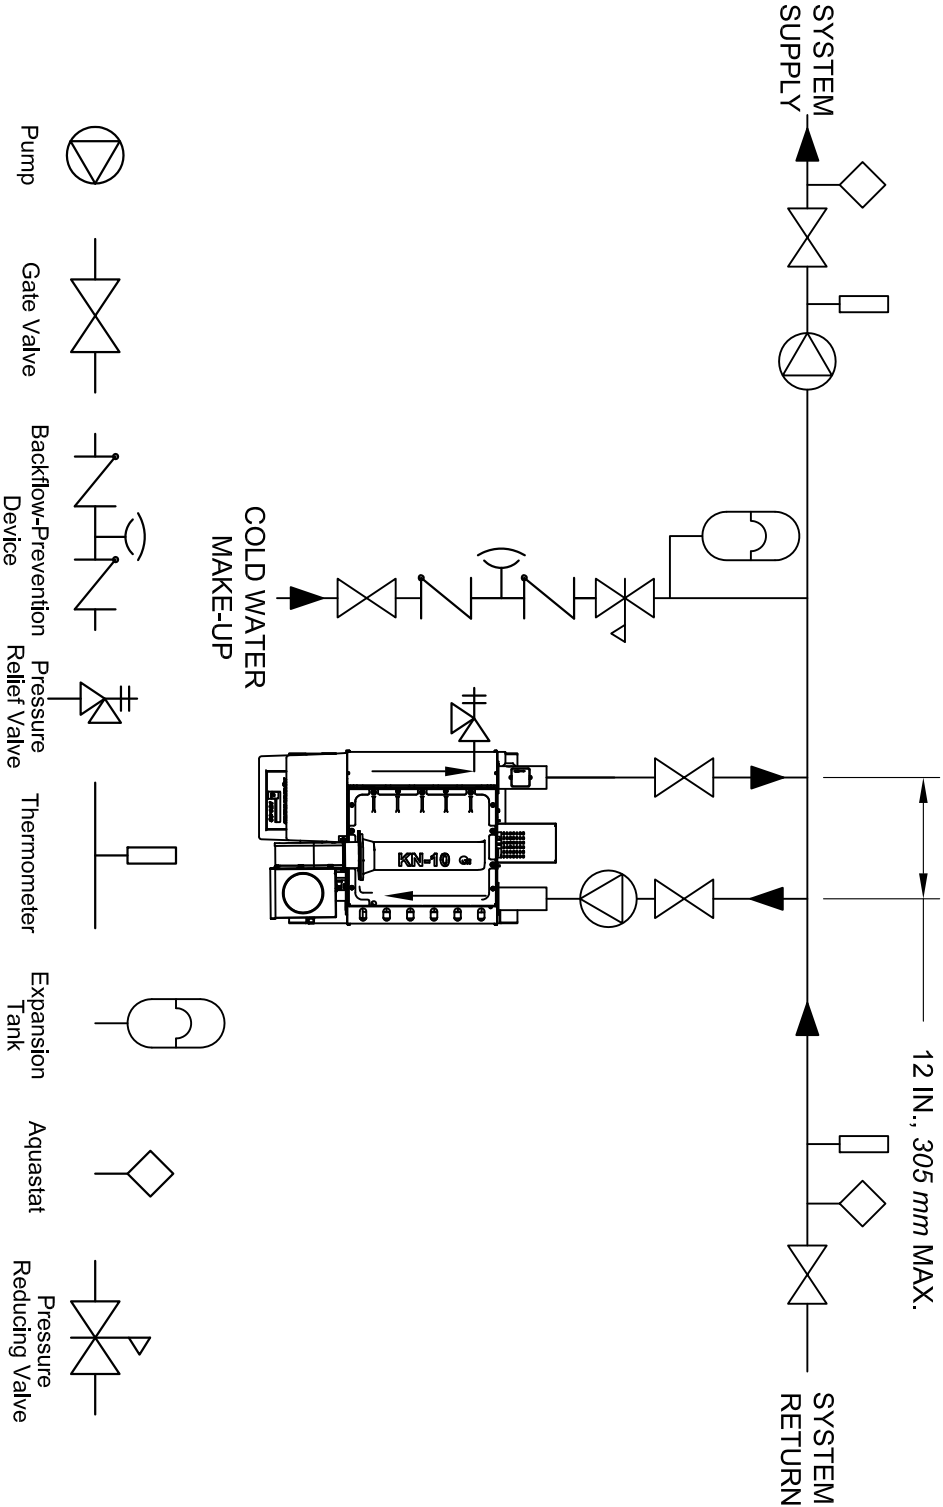 12 IN., 305 mm MAX.
SYSTEM
SUPPLY
SYSTEM
RETURN
COLD WATER
MAKE-UP
KN-10
Pump
Gate Valve
Backflow-Prevention
Device
Pressure
Relief Valve
Thermometer
Expansion
Tank
Aquastat
Pressure
Reducing Valve